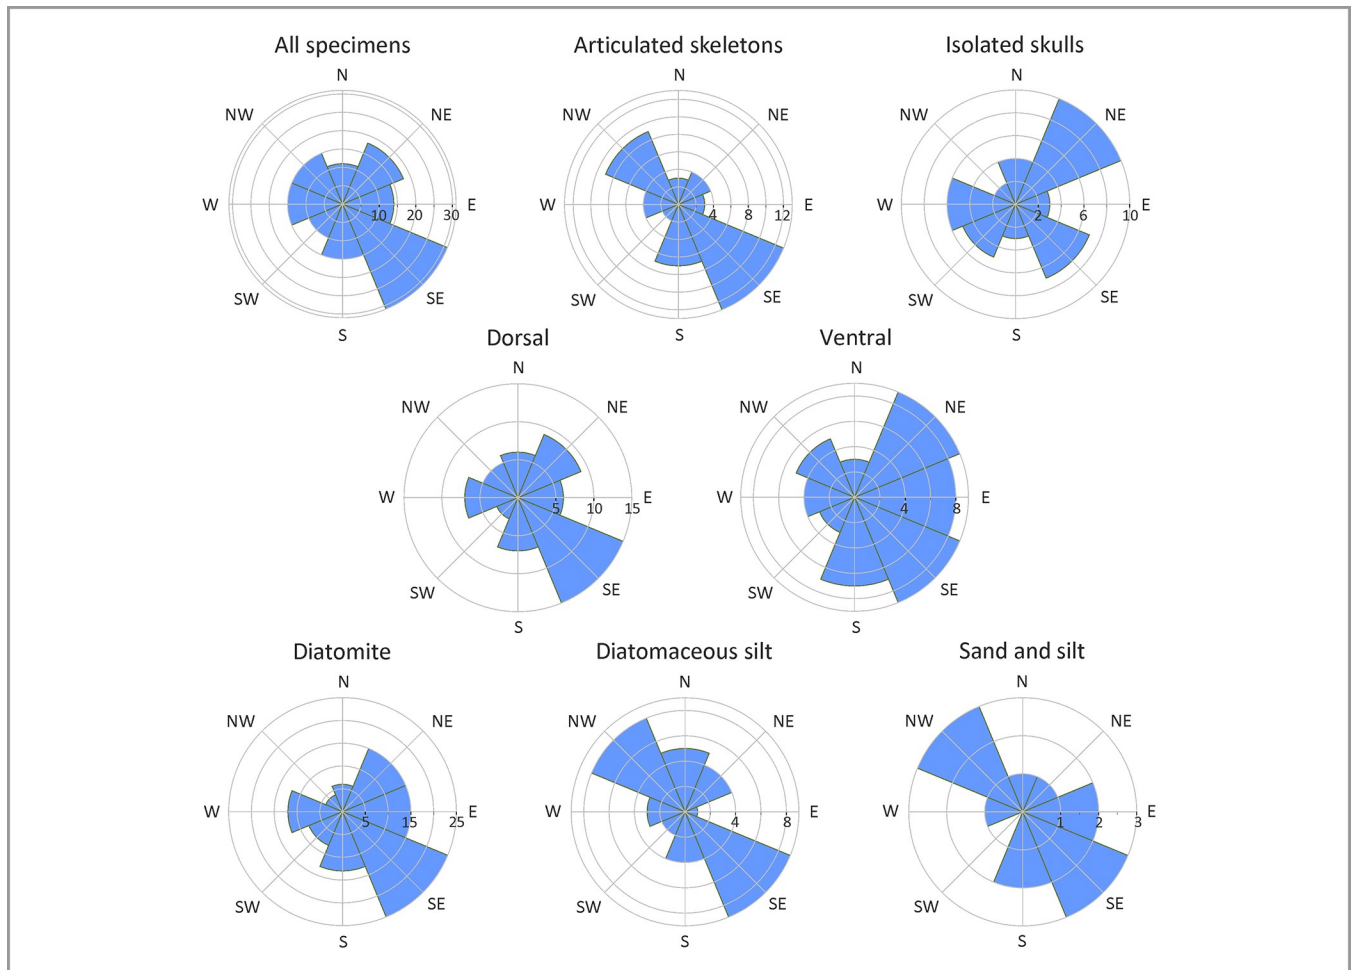 All specimens
N
NW
NE
W
10
20
30
E
SW
SE
S
Articulated skeletons
N
NW
NE
W
4
8
12
E
SW
SE
S
Isolated skulls
N
NW
NE
W
2
6
10
E
SW
SE
S
Dorsal
N
NW
NE
W
5
10
15
E
SW
SE
S
Ventral
N
NW
NE
W
4
8
E
SW
SE
S
Diatomite
N
NW
NE
W
5
15
25
E
SW
SE
S
Diatomaceous silt
N
NW
NE
W
4
8
E
SW
SE
S
Sand and silt
N
NW
NE
W
1
2
3
E
SW
SE
S